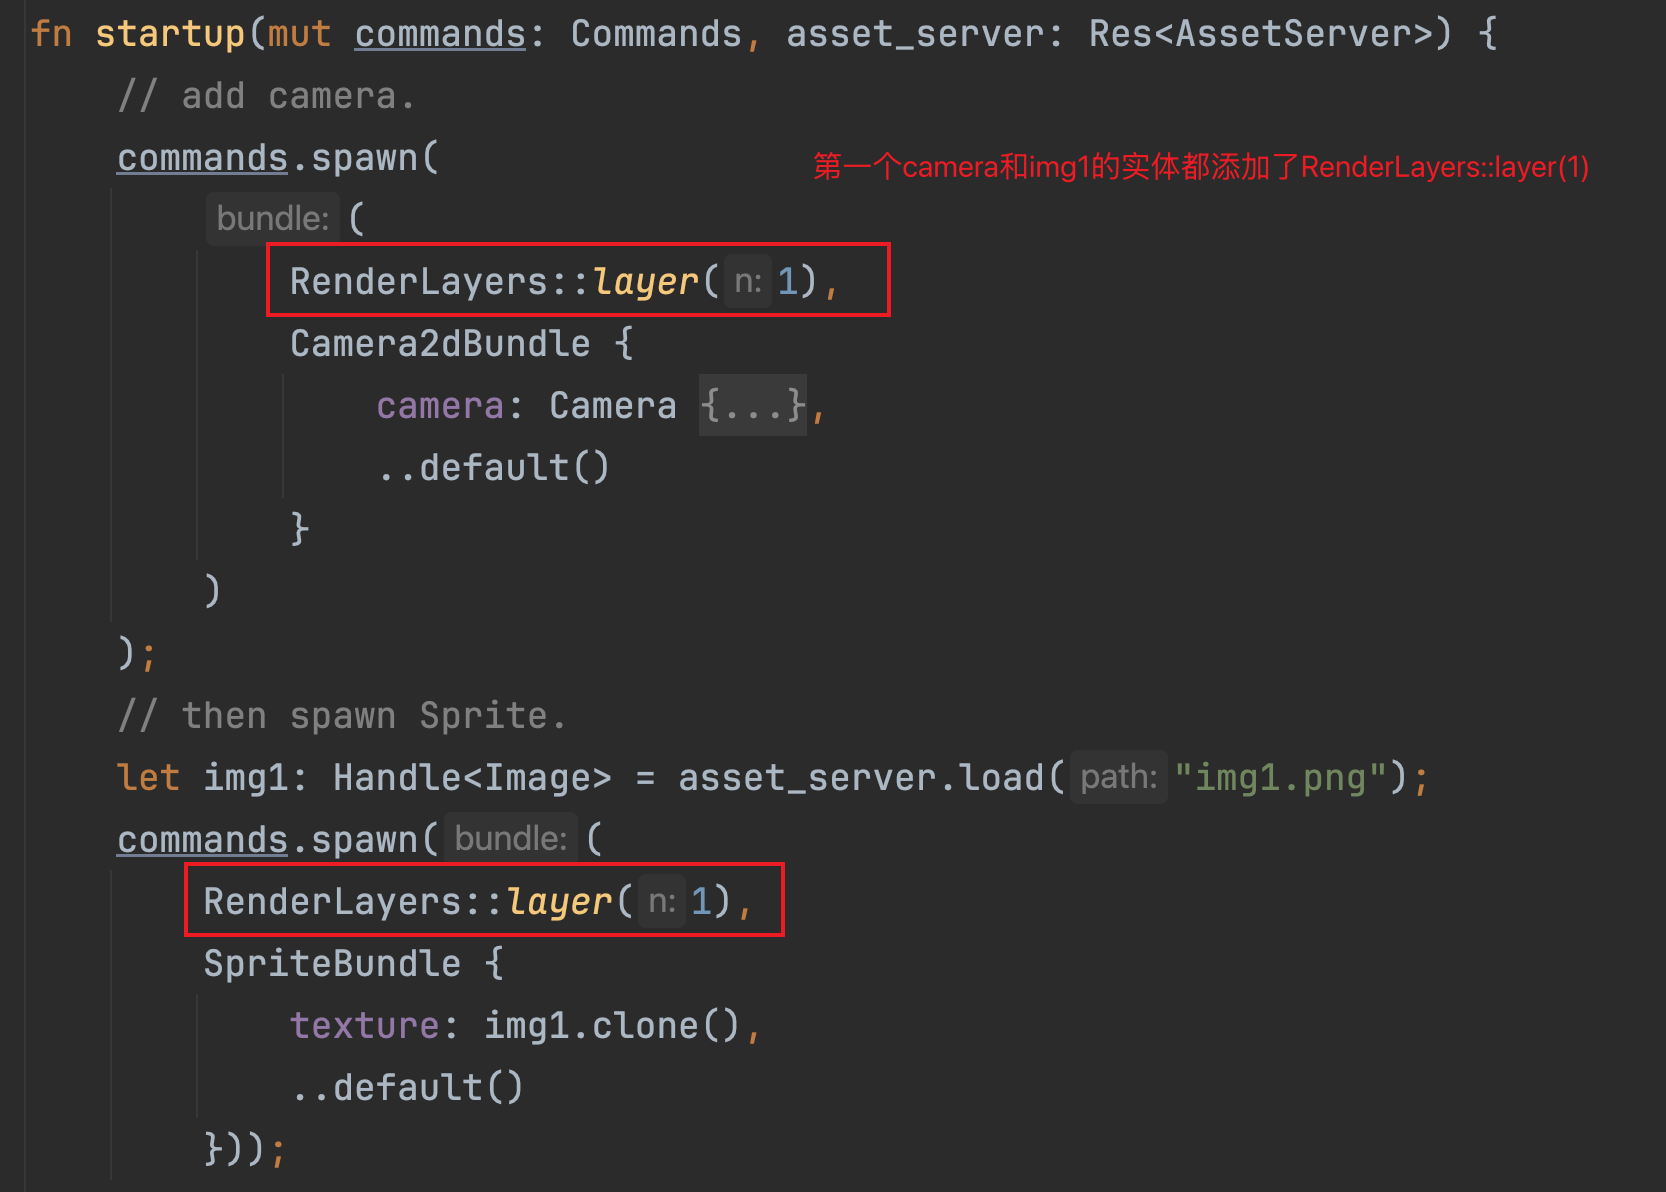 fn startup(mut commands: Commands, asset_server: Res<AssetServer>) {
// add camera.
commands.spawn(
第一个camera和img1的实体都添加了RenderLayers::layer(1)
bundle: (
RenderLayers::layer( n: 1),
Camera2dBundle {
camera: Camera {...},
..default()
}
)
);
// then spawn Sprite.
let img1: Handle<Image> = asset_server.load( path: "img1.png");
commands.spawn( bundle: (
RenderLayers::layer( n: 1),
SpriteBundle {
texture: img1.clone(),
..default()
}));